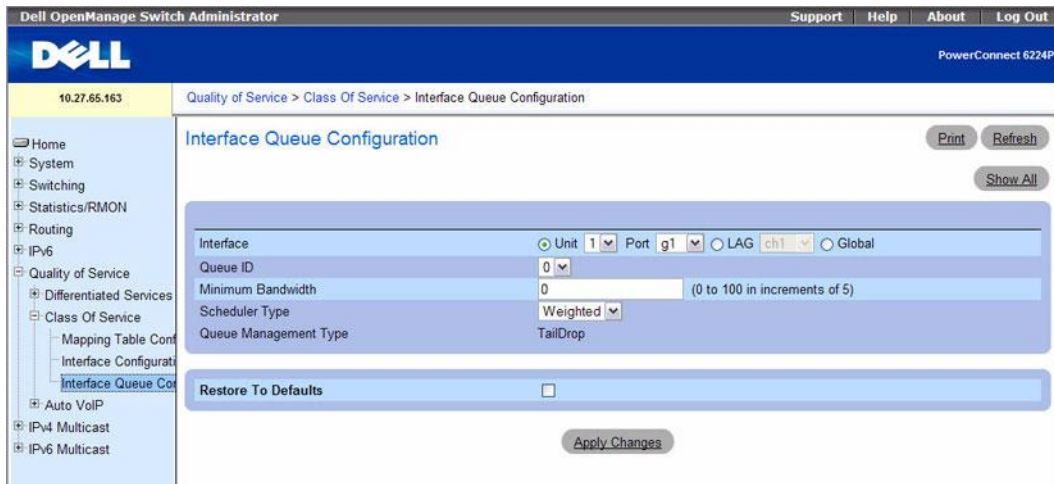 Dell OpenManage Switch Administrator Support Help About Log Out
DELL
PowerConnect 6224P
10.27.65.163
Quality of Service > Class Of Service > Interface Queue Configuration
Home
System
Switching
Statistics/RMON
Routing
IPv6
Quality of Service
Differentiated Services
Class Of Service
Mapping Table Conf
Interface Configurati
Interface Queue Cor
Auto VoIP
IPv4 Multicast
IPv6 Multicast
Interface Queue Configuration
Print Refresh
Show All
Interface Unit 1 Port g1 LAG ch1 Global
Queue ID 0
Minimum Bandwidth 0 (0 to 100 in increments of 5)
Scheduler Type Weighted
Queue Management Type TailDrop
Restore To Defaults
Apply Changes